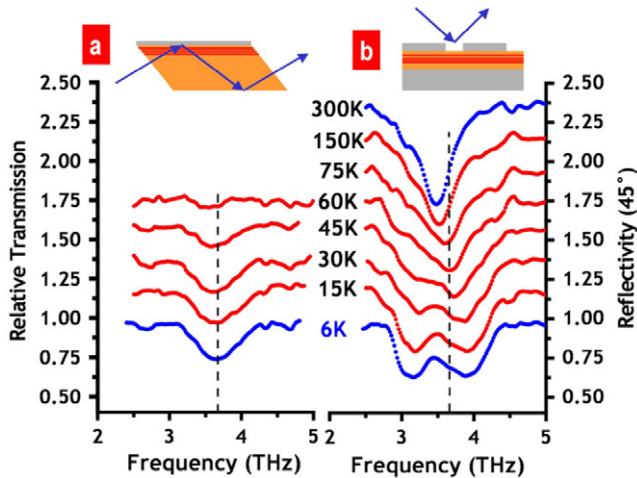 a
b
2.50
2.25
2.00
1.75
1.50
1.25
1.00
0.75
0.50
Relative Transmission
2 3 4 5
Frequency (THz)
300K
150K
75K
60K
45K
30K
15K
6K
2.50
2.25
2.00
1.75
1.50
1.25
1.00
0.75
0.50
Reflectivity (45°)
3 4 5
Frequency (THz)